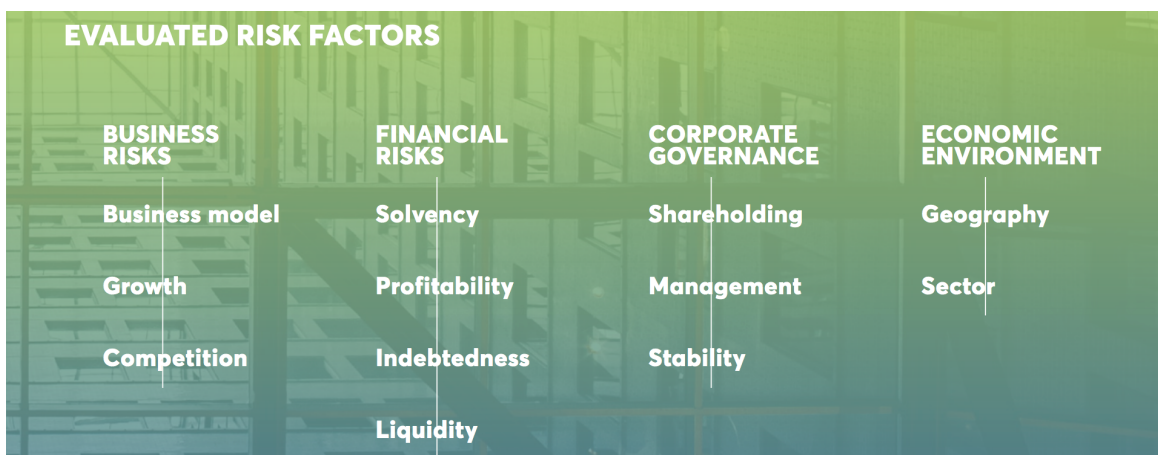 EVALUATED RISK FACTORS
BUSINESS
RISKS
Business model
Growth
Competition
FINANCIAL
RISKS
Solvency
Profitability
Indebtedness
Liquidity
CORPORATE
GOVERNANCE
Shareholding
Management
Stability
ECONOMIC
ENVIRONMENT
Geography
Sector